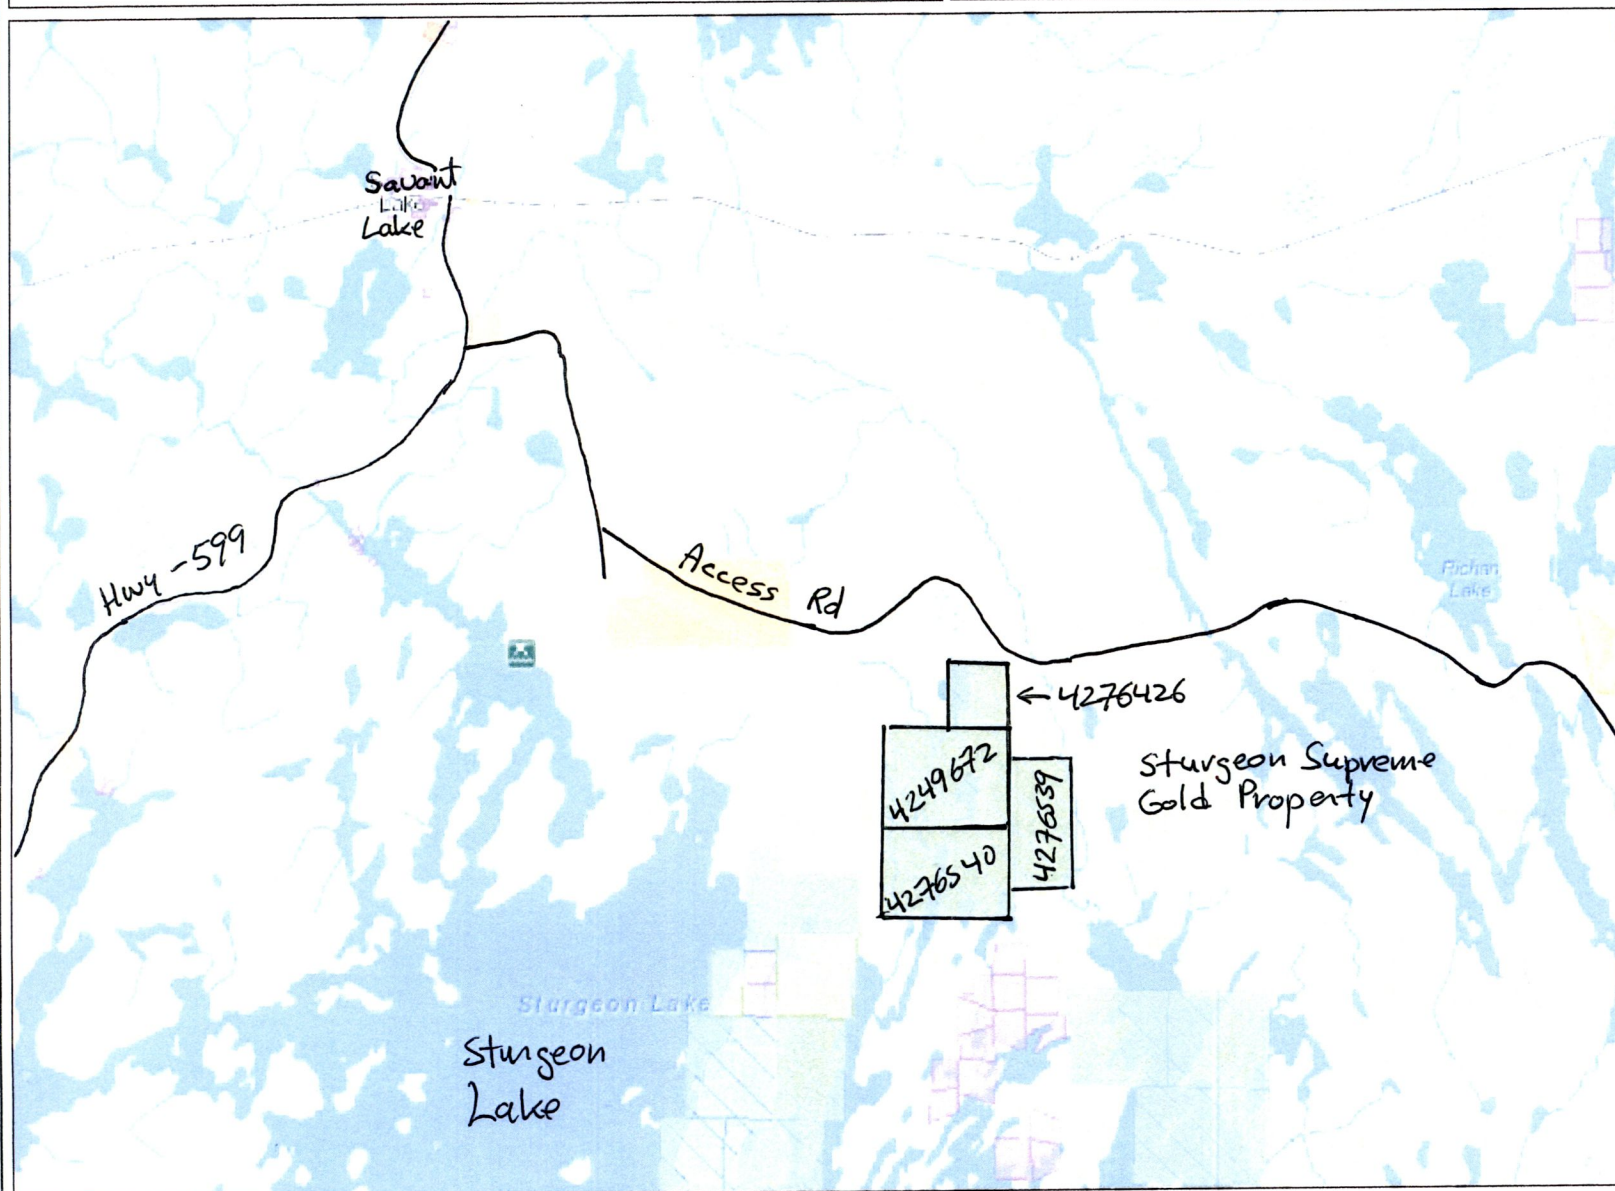 Savant
Lake
Lake
Hwy - 599
Access Rd
Richan
Lake
4276426
4249672
4276539
4276540
Sturgeon Supreme
Gold Property
Sturgeon Lake
Sturgeon
Lake